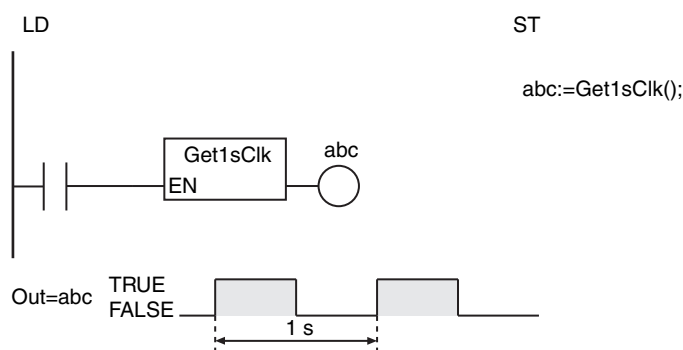 LD
ST
abc:=Get1sClk();
Get1sClk
abc
EN
Out=abc
TRUE
FALSE
1 s